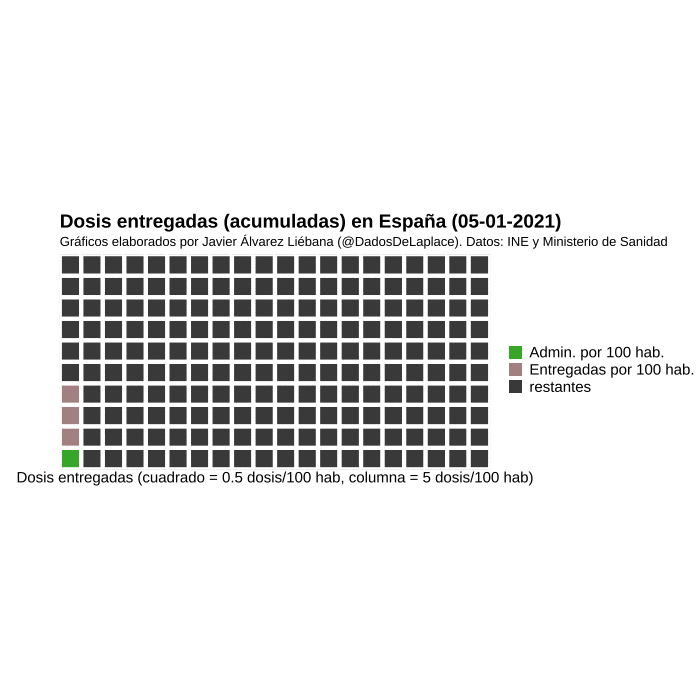 Dosis entregadas (acumuladas) en España (05-01-2021)
Gráficos elaborados por Javier Álvarez Liébana (@DadosDeLaplace). Datos: INE y Ministerio de Sanidad
Admin. por 100 hab.
Entregadas por 100 hab.
restantes
Dosis entregadas (cuadrado = 0.5 dosis/100 hab, columna = 5 dosis/100 hab)